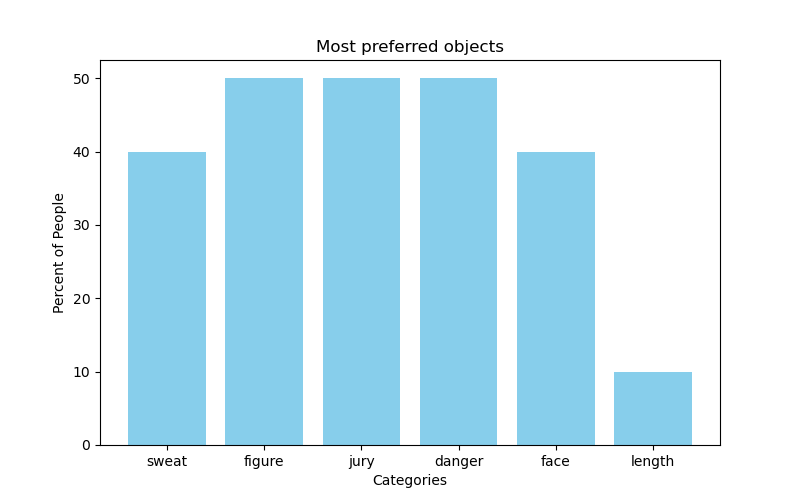 Most preferred objects
Percent of People
50
40
30
20
10
0
sweat figure jury danger face length
Categories